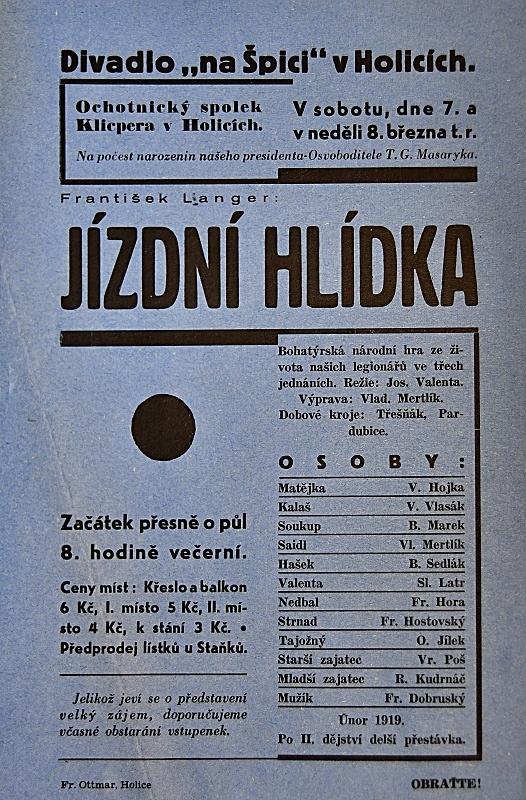 Divadlo „na Špici“ v Holicích.
Ochotnický spolek
Klicpera v Holicích.
V sobotu, dne 7. a
v neděli 8. března t. r.
Na počest narozenin našeho presidenta-Osvoboditele T. G. Masaryka.
František Langer:
JÍZDNÍ HLÍDKA
Bohatýrská národní hra ze ži-
vota našich legionářů ve třech
jednáních. Režie: Jos. Valenta.
Výprava: Vlad. Mertlík.
Dobové kroje: Třešňák, Par-
dubice.
OSOBY:
Matějka V. Hojka
Kalaš V. Vlasák
Soukup B. Marek
Saidl Vl. Mertlík
Hašek B. Sedlák
Valenta Sl. Latr
Nedbal Fr. Hora
Strnad Fr. Hostovský
Tajožný O. Jílek
Starší zajatec Vr. Poš
Mladší zajatec R. Kudrnáč
Mužík Fr. Dobruský
Únor 1919.
Po II. dějství delší přestávka.
Začátek přesně o půl
8. hodině večerní.
Ceny míst: Křeslo a balkon
6 Kč, I. místo 5 Kč, II. mí-
sto 4 Kč, k stání 3 Kč. •
Předprodej lístků u Staňků.
Jelikož jeví se o představení
velký zájem, doporučujeme
včasné obstarání vstupenek.
Fr. Ottmar, Holice
OBRAŤTE!